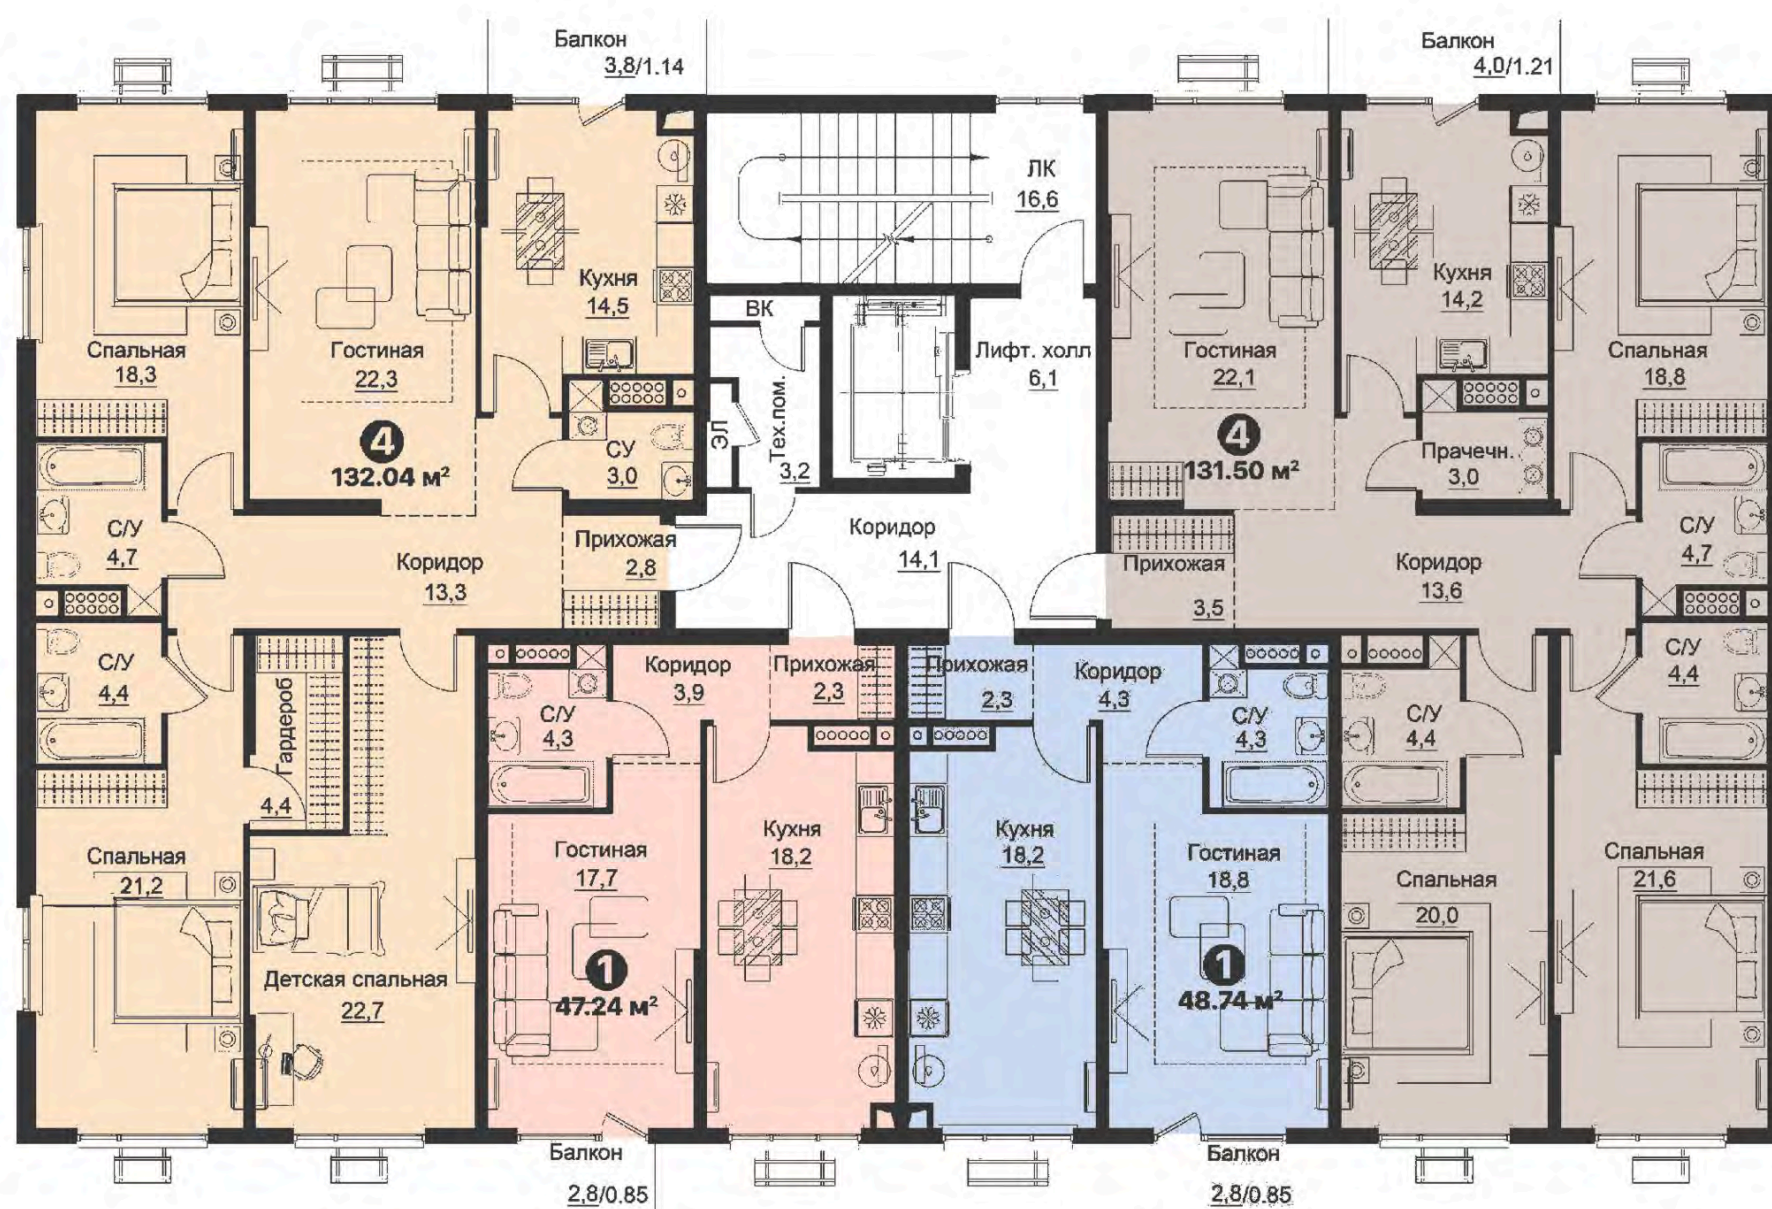 Балкон
3,8/1.14
Балкон
4,0/1.21
ЛК
16,6
Кухня
14,5
Кухня
14,2
ВК
Спальная
18,3
Гостиная
22,3
Лифт. холл
6,1
Гостиная
22,1
Спальная
18,8
4
132.04 м²
СУ
3,0
ЭЛ
Тех.пом.
3,2
4
131.50 м²
Прачечн.
3,0
С/У
4,7
Коридор
13,3
Прихожая
2,8
Коридор
14,1
Прихожая
3,5
Коридор
13,6
С/У
4,7
С/У
4,4
Гардероб
4,4
Коридор
3,9
Прихожая
2,3
Прихожая
2,3
Коридор
4,3
С/У
4,3
С/У
4,3
С/У
4,4
С/У
4,4
Спальная
21,2
Гостиная
17,7
Кухня
18,2
Кухня
18,2
Гостиная
18,8
Спальная
20,0
Спальная
21,6
Детская спальная
22,7
1
47.24 м²
1
48.74 м²
Балкон
2,8/0.85
Балкон
2,8/0.85